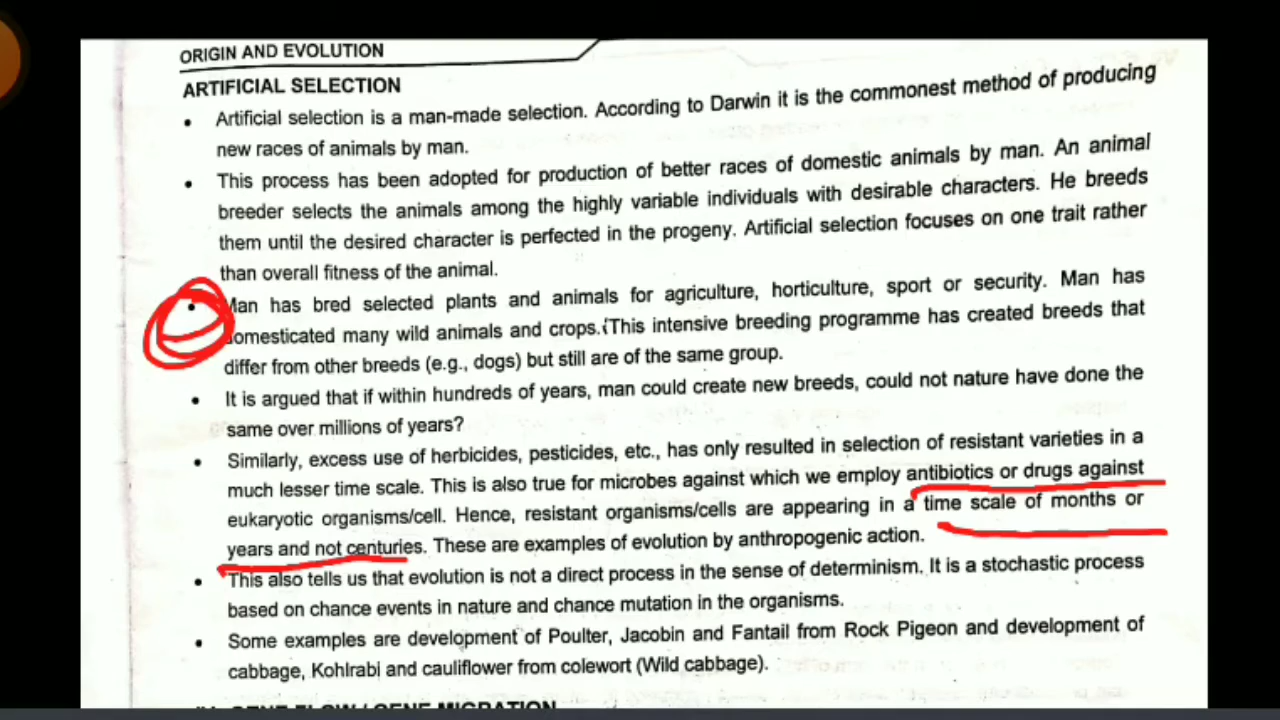 ORIGIN AND EVOLUTION
ARTIFICIAL SELECTION
• Artificial selection is a man-made selection. According to Darwin it is the commonest method of producing
new races of animals by man.
• This process has been adopted for production of better races of domestic animals by man. An animal
breeder selects the animals among the highly variable individuals with desirable characters. He breeds
them until the desired character is perfected in the progeny. Artificial selection focuses on one trait rather
than overall fitness of the animal.
• Man has bred selected plants and animals for agriculture, horticulture, sport or security. Man has
domesticated many wild animals and crops. This intensive breeding programme has created breeds that
differ from other breeds (e.g., dogs) but still are of the same group.
• It is argued that if within hundreds of years, man could create new breeds, could not nature have done the
same over millions of years?
• Similarly, excess use of herbicides, pesticides, etc., has only resulted in selection of resistant varieties in a
much lesser time scale. This is also true for microbes against which we employ antibiotics or drugs against
eukaryotic organisms/cell. Hence, resistant organisms/cells are appearing in a time scale of months or
years and not centuries. These are examples of evolution by anthropogenic action.
• This also tells us that evolution is not a direct process in the sense of determinism. It is a stochastic process
based on chance events in nature and chance mutation in the organisms.
• Some examples are development of Poulter, Jacobin and Fantail from Rock Pigeon and development of
cabbage, Kohlrabi and cauliflower from colewort (Wild cabbage).
GENE FLOW / GENE MIGRATION